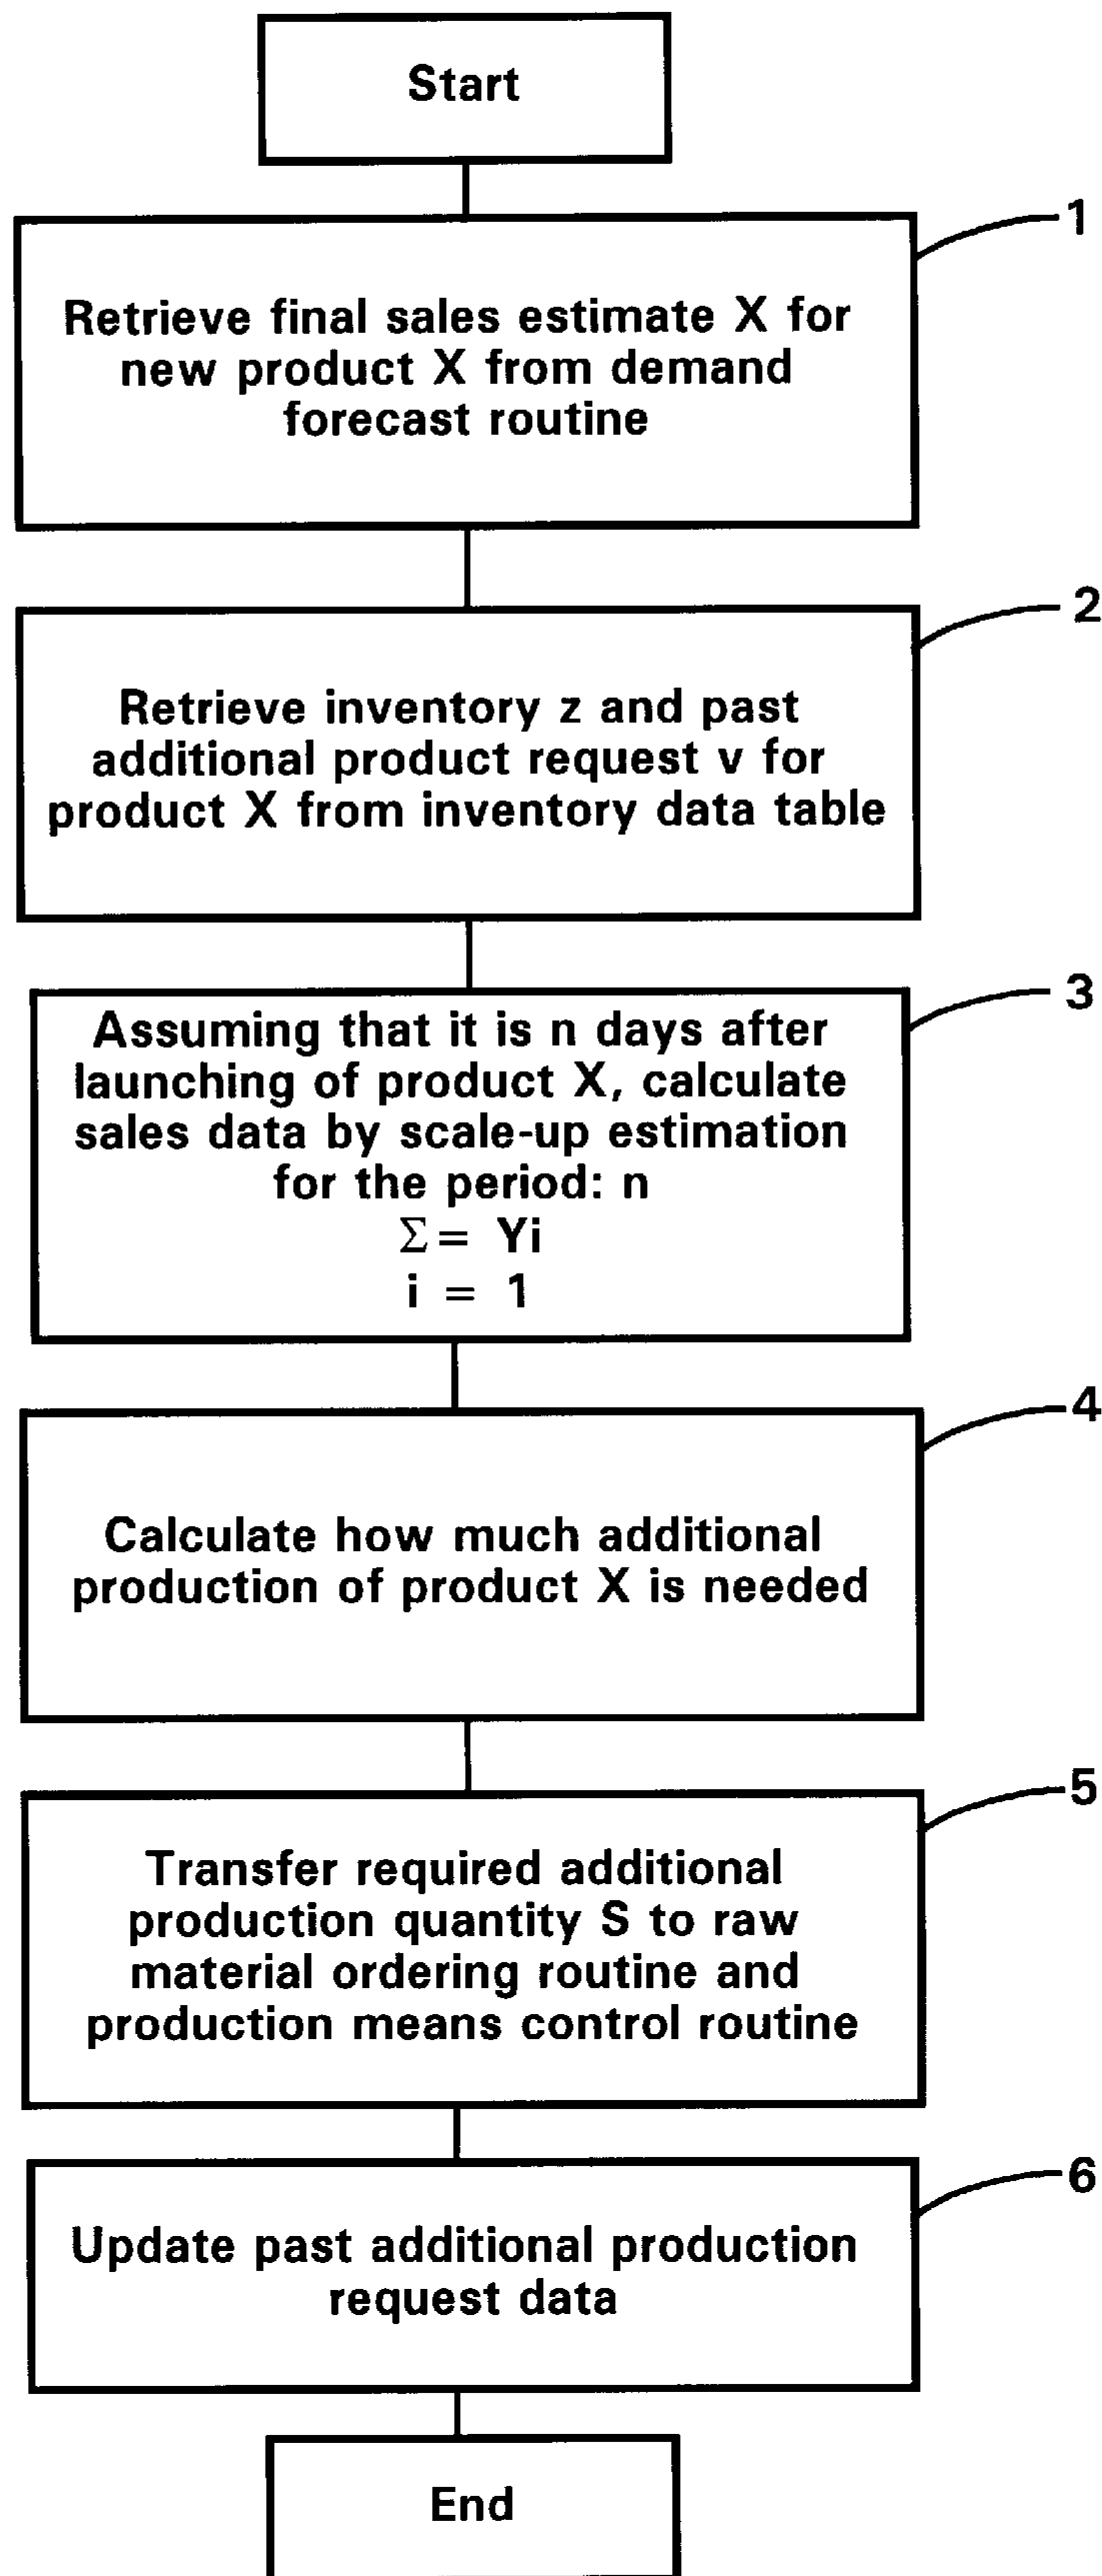 Start
1
Retrieve final sales estimate X for
new product X from demand
forecast routine
2
Retrieve inventory z and past
additional product request v for
product X from inventory data table
3
Assuming that it is n days after
launching of product X, calculate
sales data by scale-up estimation
for the period: n
Σ = Yi
i = 1
4
Calculate how much additional
production of product X is needed
5
Transfer required additional
production quantity S to raw
material ordering routine and
production means control routine
6
Update past additional production
request data
End